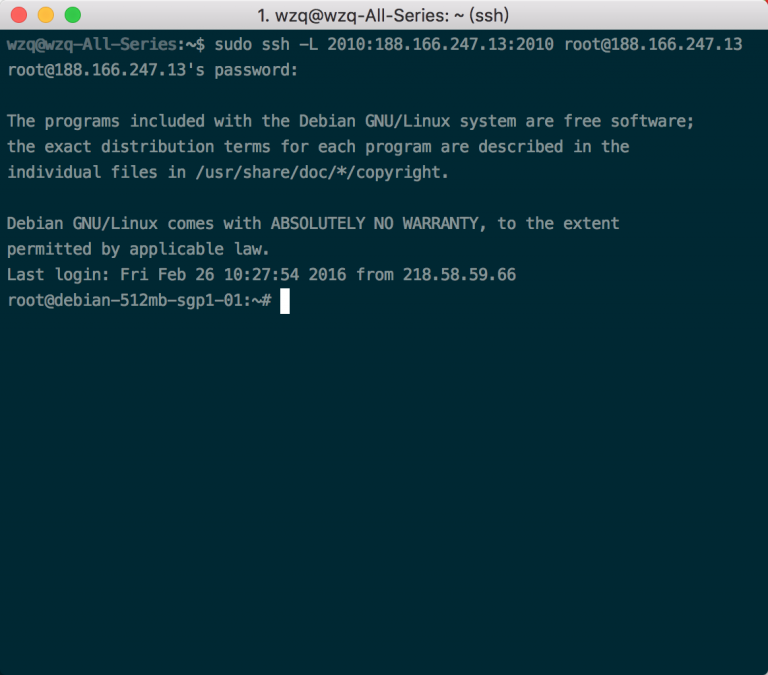 1. wzq@wzq-All-Series: ~ (ssh)
wzq@wzq-All-Series:~$ sudo ssh -L 2010:188.166.247.13:2010 root@188.166.247.13
root@188.166.247.13's password:
The programs included with the Debian GNU/Linux system are free software;
the exact distribution terms for each program are described in the
individual files in /usr/share/doc/*/copyright.
Debian GNU/Linux comes with ABSOLUTELY NO WARRANTY, to the extent
permitted by applicable law.
Last login: Fri Feb 26 10:27:54 2016 from 218.58.59.66
root@debian-512mb-sgp1-01:~#